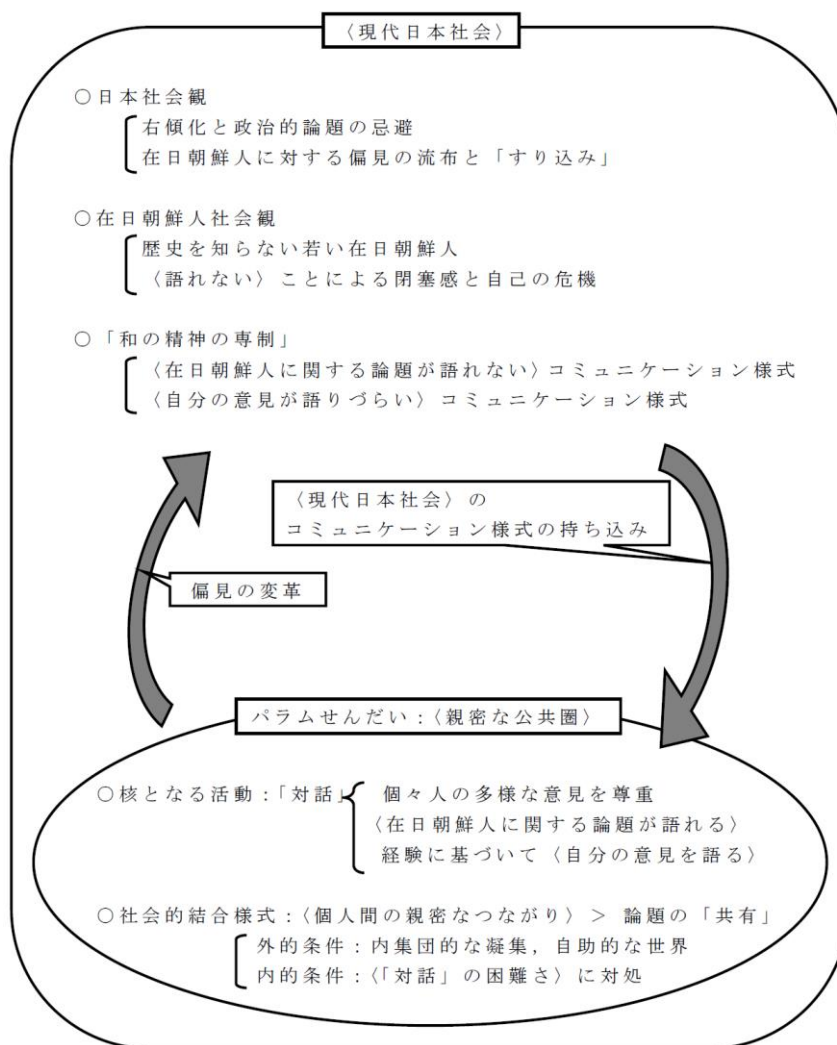 〈現代日本社会〉
○日本社会観
右傾化と政治的論題の忌避
在日朝鮮人に対する偏見の流布と「すり込み」
○在日朝鮮人社会観
歴史を知らない若い在日朝鮮人
〈語れない〉ことによる閉塞感と自己の危機
○「和の精神の専制」
〈在日朝鮮人に関する論題が語れない〉コミュニケーション様式
〈自分の意見が語りづらい〉コミュニケーション様式
〈現代日本社会〉の
コミュニケーション様式の持ち込み
偏見の変革
パラムせんだい：〈親密な公共圏〉
○核となる活動：「対話」 個々人の多様な意見を尊重
〈在日朝鮮人に関する論題が語れる〉
経験に基づいて〈自分の意見を語る〉
○社会的結合様式：〈個人間の親密なつながり〉 > 論題の「共有」
外的条件：内集団的な凝集，自助的な世界
内的条件：〈「対話」の困難さ〉に対処